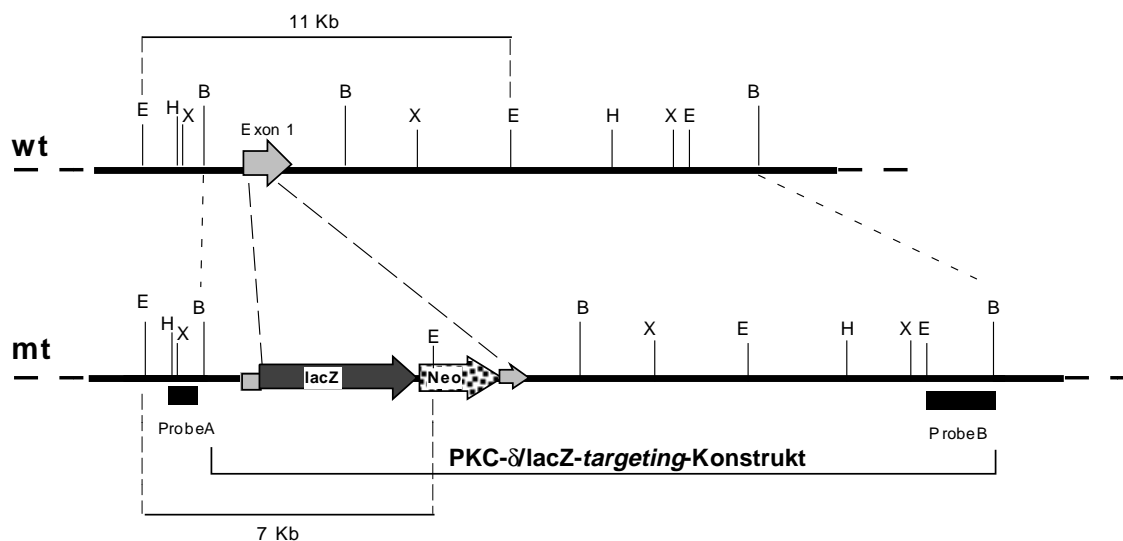 11 Kb
E H X B B X E H X E B
Exon 1
wt
E H X B E B X E H X E B
mt
lacZ Neo
ProbeA ProbeB
PKC-δ/lacZ-targeting-Konstrukt
7 Kb